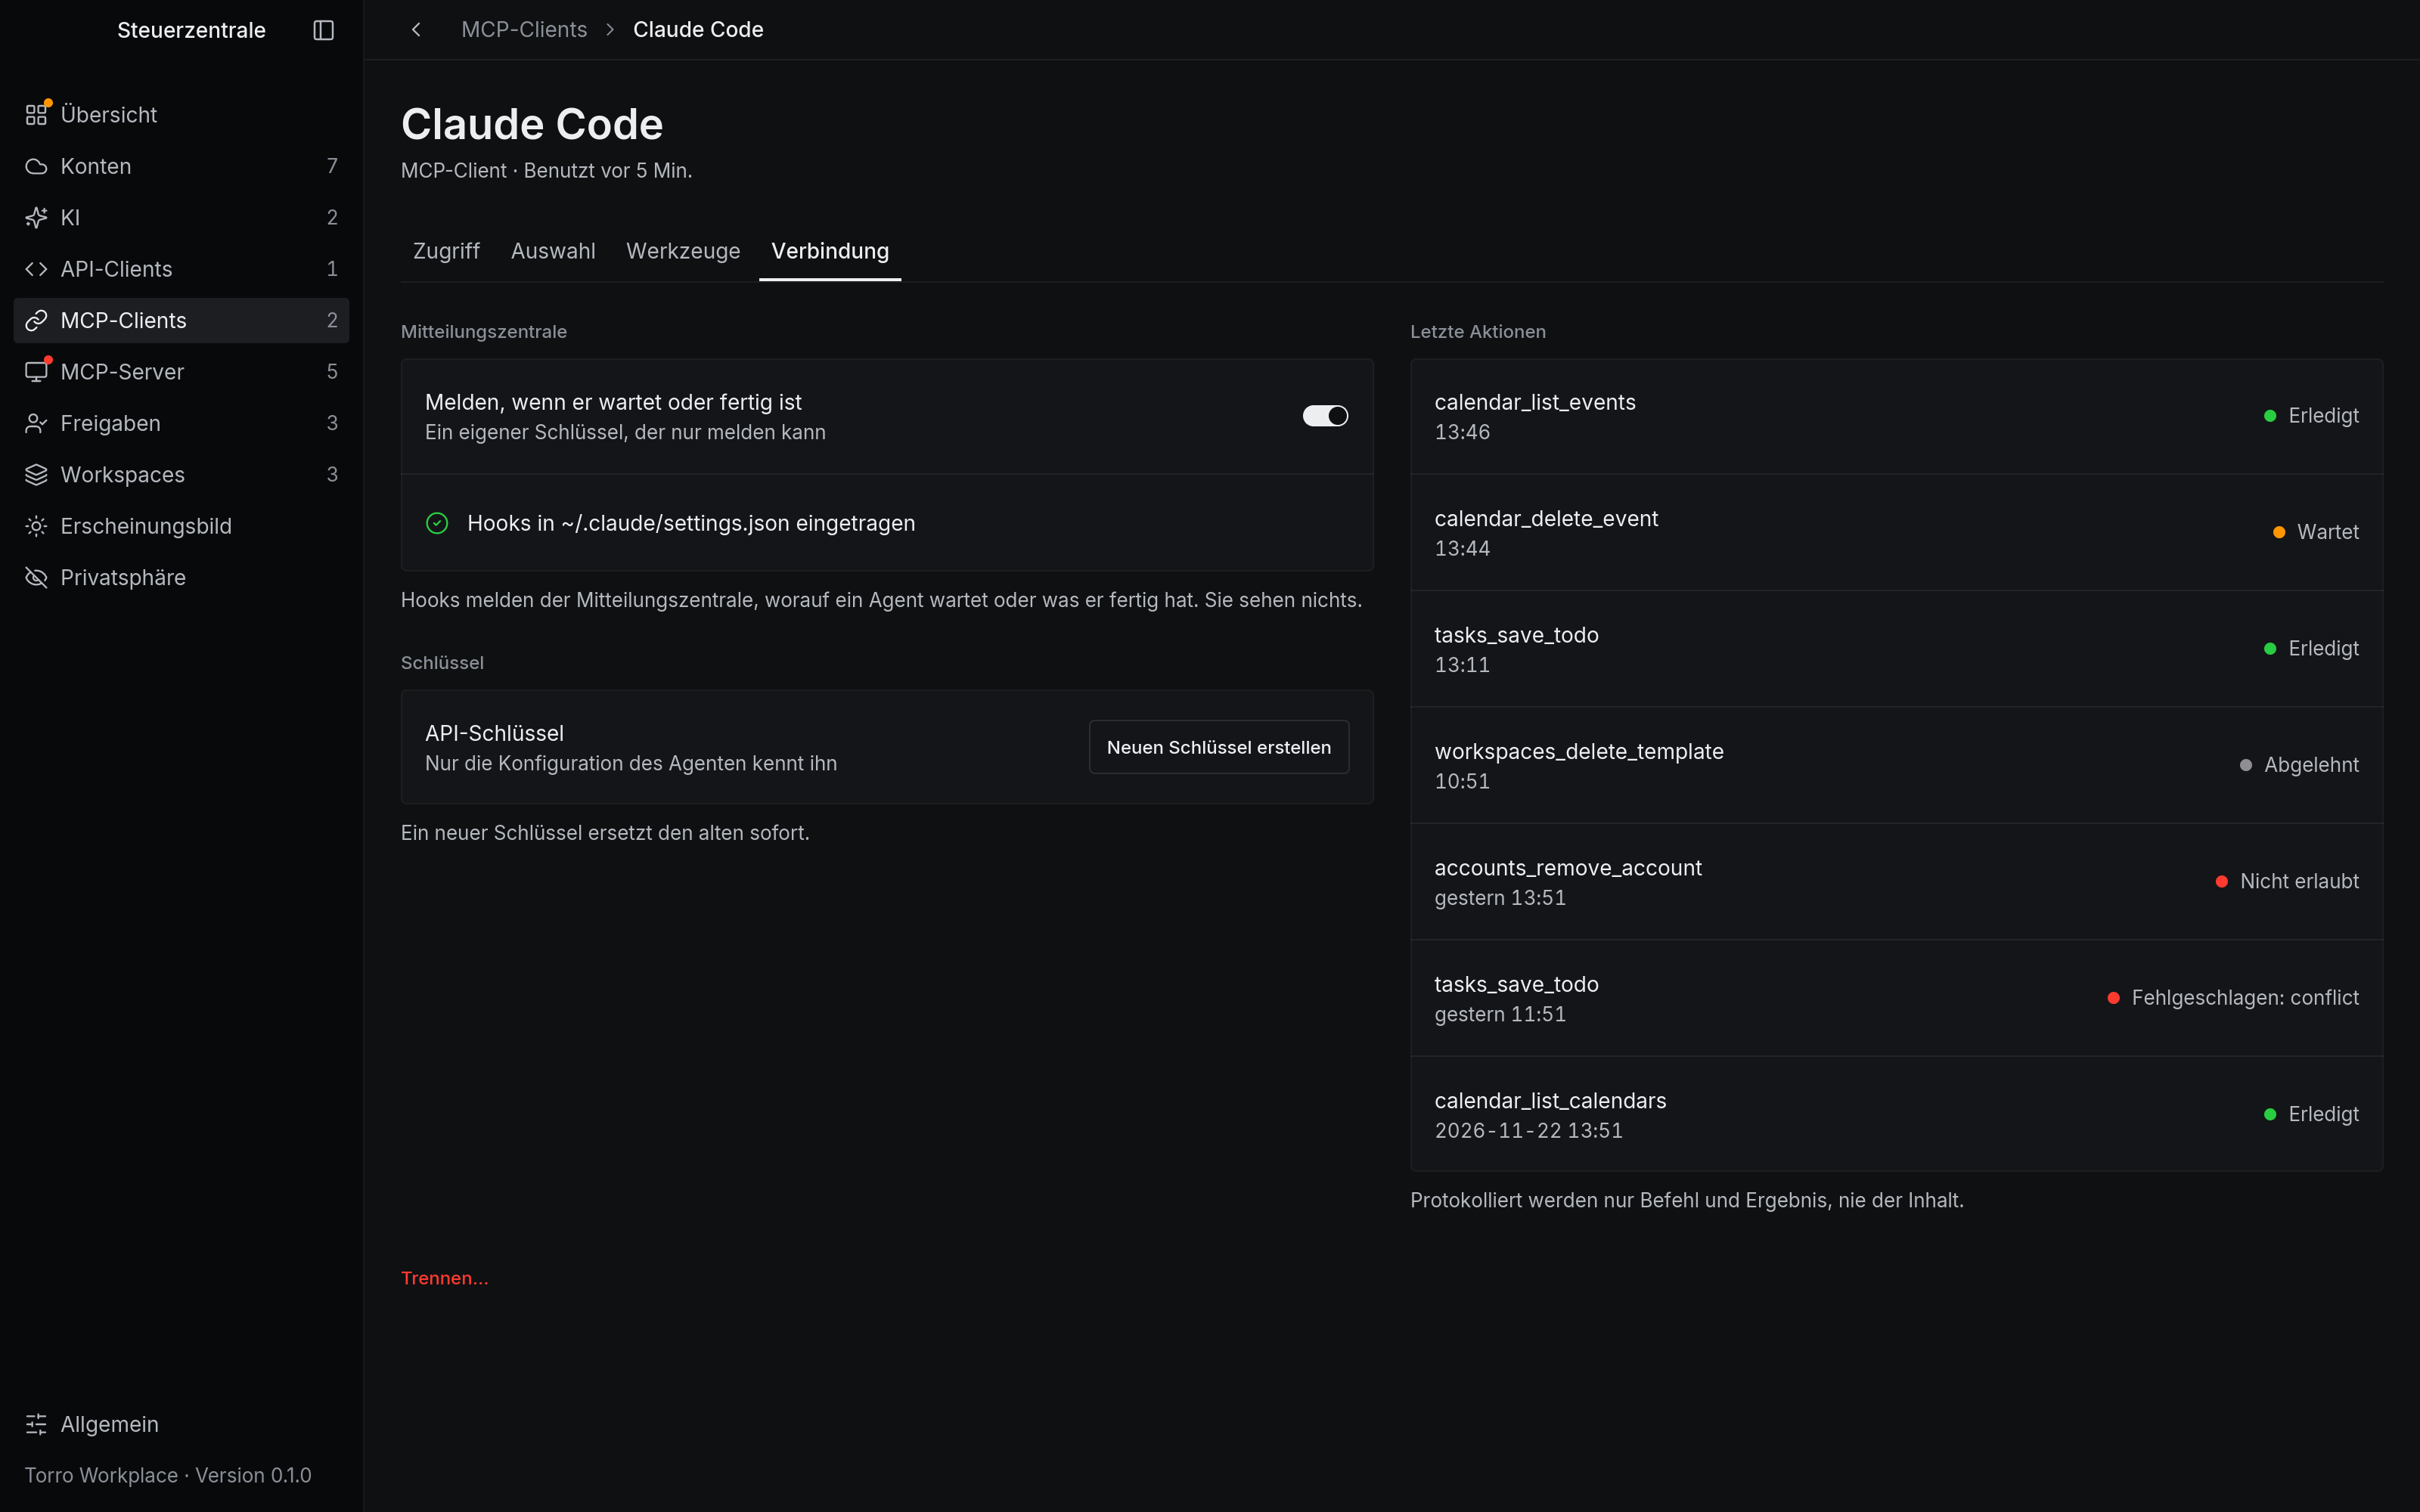 Steuerzentrale
Übersicht
Konten 7
KI 2
API-Clients 1
MCP-Clients 2
MCP-Server 5
Freigaben 3
Workspaces 3
Erscheinungsbild
Privatsphäre
Allgemein
Torro Workplace · Version 0.1.0
MCP-Clients > Claude Code
Claude Code
MCP-Client · Benutzt vor 5 Min.
Zugriff Auswahl Werkzeuge Verbindung
Mitteilungszentrale
Melden, wenn er wartet oder fertig ist
Ein eigener Schlüssel, der nur melden kann
Hooks in ~/.claude/settings.json eingetragen
Hooks melden der Mitteilungszentrale, worauf ein Agent wartet oder was er fertig hat. Sie sehen nichts.
Schlüssel
API-Schlüssel
Nur die Konfiguration des Agenten kennt ihn
Neuen Schlüssel erstellen
Ein neuer Schlüssel ersetzt den alten sofort.
Letzte Aktionen
calendar_list_events
13:46
Erledigt
calendar_delete_event
13:44
Wartet
tasks_save_todo
13:11
Erledigt
workspaces_delete_template
10:51
Abgelehnt
accounts_remove_account
gestern 13:51
Nicht erlaubt
tasks_save_todo
gestern 11:51
Fehlgeschlagen: conflict
calendar_list_calendars
2026-11-22 13:51
Erledigt
Protokolliert werden nur Befehl und Ergebnis, nie der Inhalt.
Trennen...